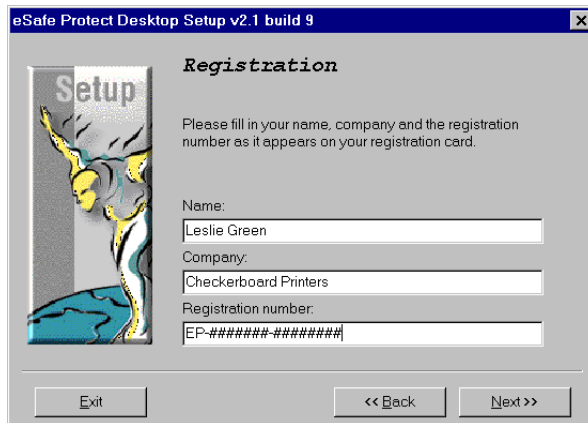 eSafe Protect Desktop Setup v2.1 build 9
Setup
Registration
Please fill in your name, company and the registration
number as it appears on your registration card.
Name:
Leslie Green
Company:
Checkerboard Printers
Registration number:
EP-#######-########
Exit
<< Back
Next >>